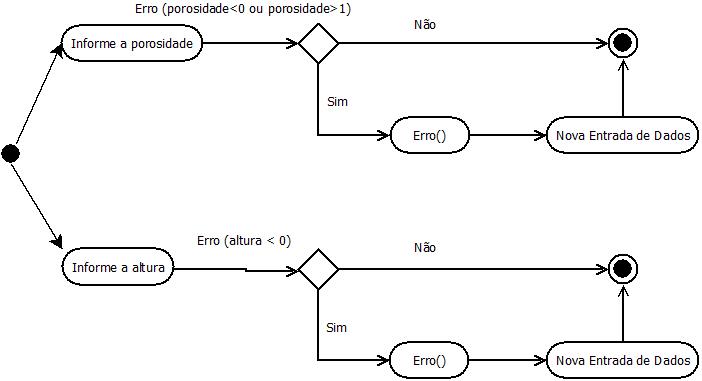 Erro (porosidade<0 ou porosidade>1)
Informe a porosidade
Não
Sim
Erro()
Nova Entrada de Dados
Erro (altura < 0)
Informe a altura
Não
Sim
Erro()
Nova Entrada de Dados